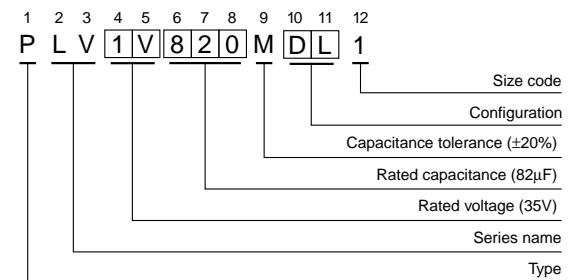 1 2 3 4 5 6 7 8 9 10 11 12
P L V 1 V 8 2 0 M D L 1
Size code
Configuration
Capacitance tolerance (±20%)
Rated capacitance (82μF)
Rated voltage (35V)
Series name
Type